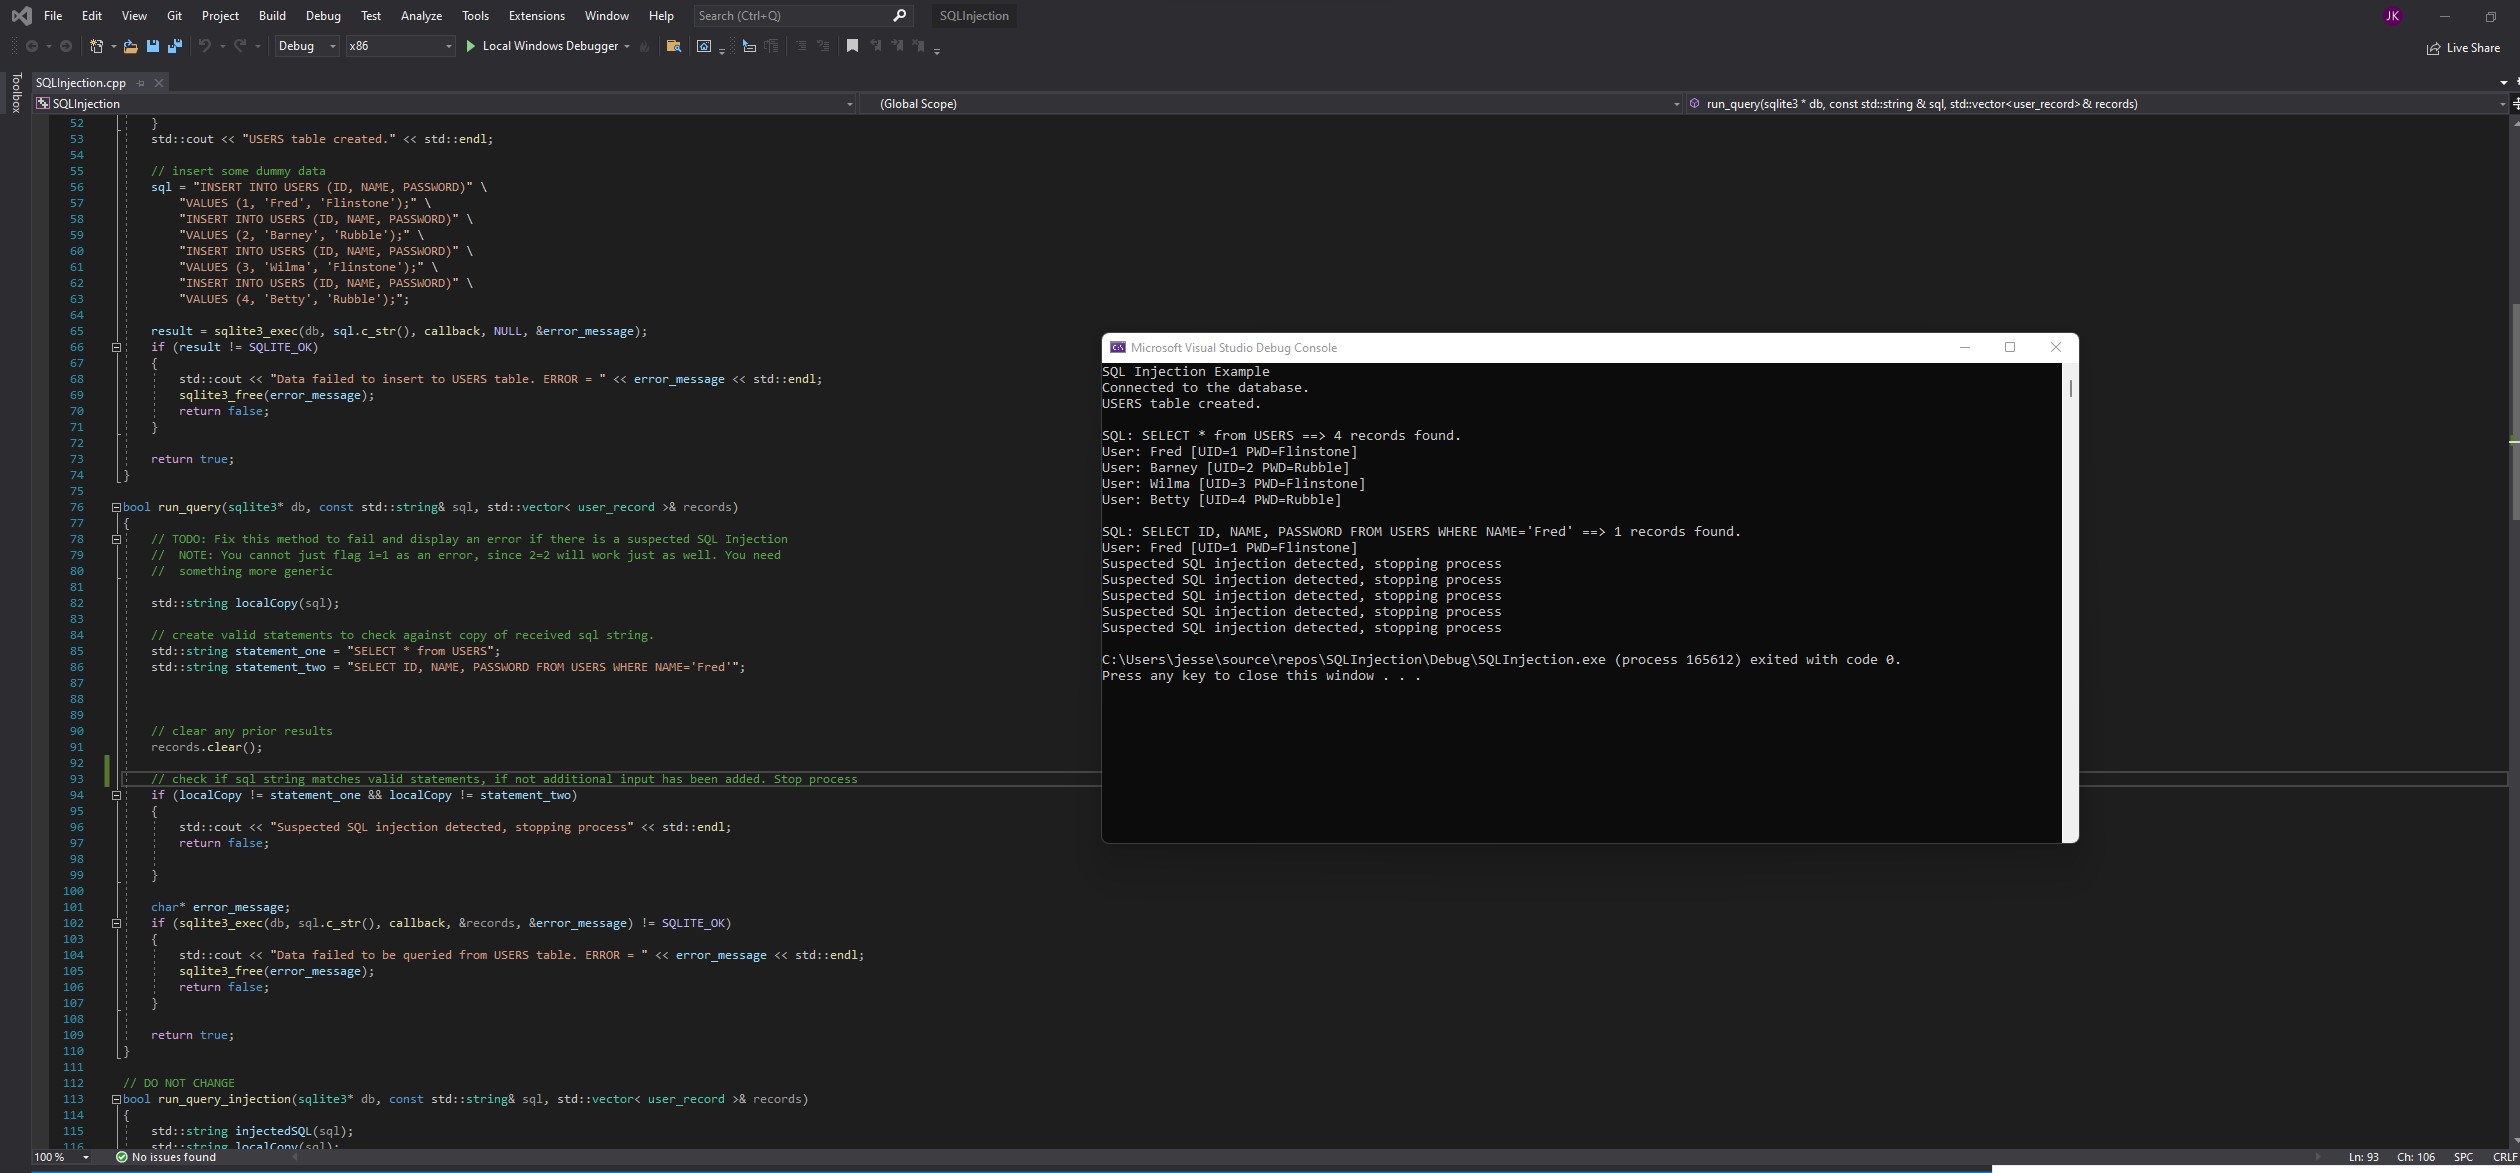 File Edit View Git Project Build Debug Test Analyze Tools Extensions Window Help Search (Ctrl+Q) SQLInjection JK
Debug x86 Local Windows Debugger Live Share
Toolbox
SQLInjection.cpp
SQLInjection (Global Scope) run_query(sqlite3 * db, const std::string & sql, std::vector<user_record> & records)
52 }
53 std::cout << "USERS table created." << std::endl;
54
55 // insert some dummy data
56 sql = "INSERT INTO USERS (ID, NAME, PASSWORD)" \
57 "VALUES (1, 'Fred', 'Flinstone');" \
58 "INSERT INTO USERS (ID, NAME, PASSWORD)" \
59 "VALUES (2, 'Barney', 'Rubble');" \
60 "INSERT INTO USERS (ID, NAME, PASSWORD)" \
61 "VALUES (3, 'Wilma', 'Flinstone');" \
62 "INSERT INTO USERS (ID, NAME, PASSWORD)" \
63 "VALUES (4, 'Betty', 'Rubble');";
64
65 result = sqlite3_exec(db, sql.c_str(), callback, NULL, &error_message);
66 if (result != SQLITE_OK)
67 {
68 std::cout << "Data failed to insert to USERS table. ERROR = " << error_message << std::endl;
69 sqlite3_free(error_message);
70 return false;
71 }
72
73 return true;
74 }
75
76 bool run_query(sqlite3* db, const std::string& sql, std::vector< user_record >& records)
77 {
78 // TODO: Fix this method to fail and display an error if there is a suspected SQL Injection
79 // NOTE: You cannot just flag 1=1 as an error, since 2=2 will work just as well. You need
80 // something more generic
81
82 std::string localCopy(sql);
83
84 // create valid statements to check against copy of received sql string.
85 std::string statement_one = "SELECT * from USERS";
86 std::string statement_two = "SELECT ID, NAME, PASSWORD FROM USERS WHERE NAME='Fred'";
87
88
89
90 // clear any prior results
91 records.clear();
92
93 // check if sql string matches valid statements, if not additional input has been added. Stop process
94 if (localCopy != statement_one && localCopy != statement_two)
95 {
96 std::cout << "Suspected SQL injection detected, stopping process" << std::endl;
97 return false;
98
99 }
100
101 char* error_message;
102 if (sqlite3_exec(db, sql.c_str(), callback, &records, &error_message) != SQLITE_OK)
103 {
104 std::cout << "Data failed to be queried from USERS table. ERROR = " << error_message << std::endl;
105 sqlite3_free(error_message);
106 return false;
107 }
108
109 return true;
110 }
111
112 // DO NOT CHANGE
113 bool run_query_injection(sqlite3* db, const std::string& sql, std::vector< user_record >& records)
114 {
115 std::string injectedSQL(sql);
116 std::string localCopy(sql);
Microsoft Visual Studio Debug Console
SQL Injection Example
Connected to the database.
USERS table created.
SQL: SELECT * from USERS ==> 4 records found.
User: Fred [UID=1 PWD=Flinstone]
User: Barney [UID=2 PWD=Rubble]
User: Wilma [UID=3 PWD=Flinstone]
User: Betty [UID=4 PWD=Rubble]
SQL: SELECT ID, NAME, PASSWORD FROM USERS WHERE NAME='Fred' ==> 1 records found.
User: Fred [UID=1 PWD=Flinstone]
Suspected SQL injection detected, stopping process
Suspected SQL injection detected, stopping process
Suspected SQL injection detected, stopping process
Suspected SQL injection detected, stopping process
Suspected SQL injection detected, stopping process
C:\Users\jesse\source\repos\SQLInjection\Debug\SQLInjection.exe (process 165612) exited with code 0.
Press any key to close this window . . .
100 % No issues found Ln: 93 Ch: 106 SPC CRLF